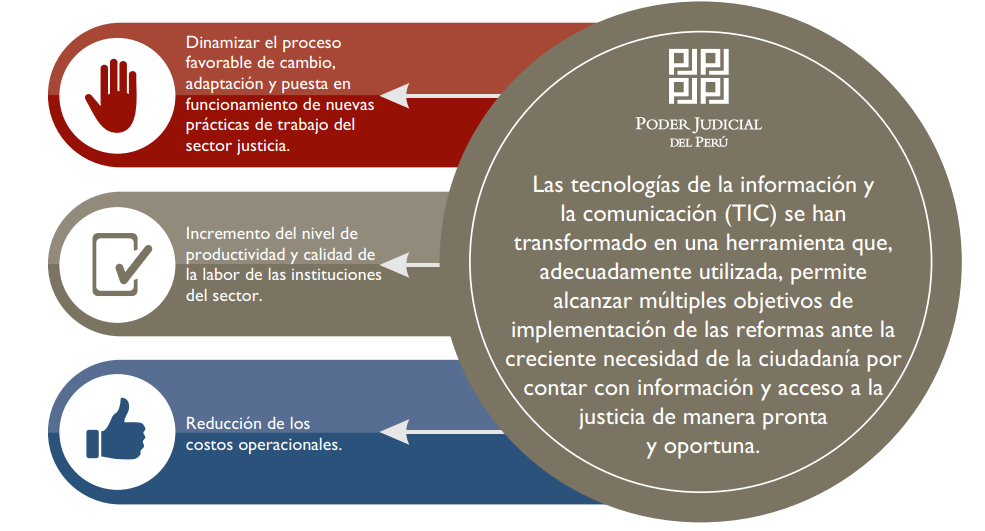 Dinamizar el proceso
favorable de cambio,
adaptación y puesta en
funcionamiento de nuevas
prácticas de trabajo del
sector justicia.
Incremento del nivel de
productividad y calidad de
la labor de las instituciones
del sector.
Reducción de los
costos operacionales.
PODER JUDICIAL
DEL PERÚ
Las tecnologías de la información y
la comunicación (TIC) se han
transformado en una herramienta que,
adecuadamente utilizada, permite
alcanzar múltiples objetivos de
implementación de las reformas ante la
creciente necesidad de la ciudadanía por
contar con información y acceso a la
justicia de manera pronta
y oportuna.